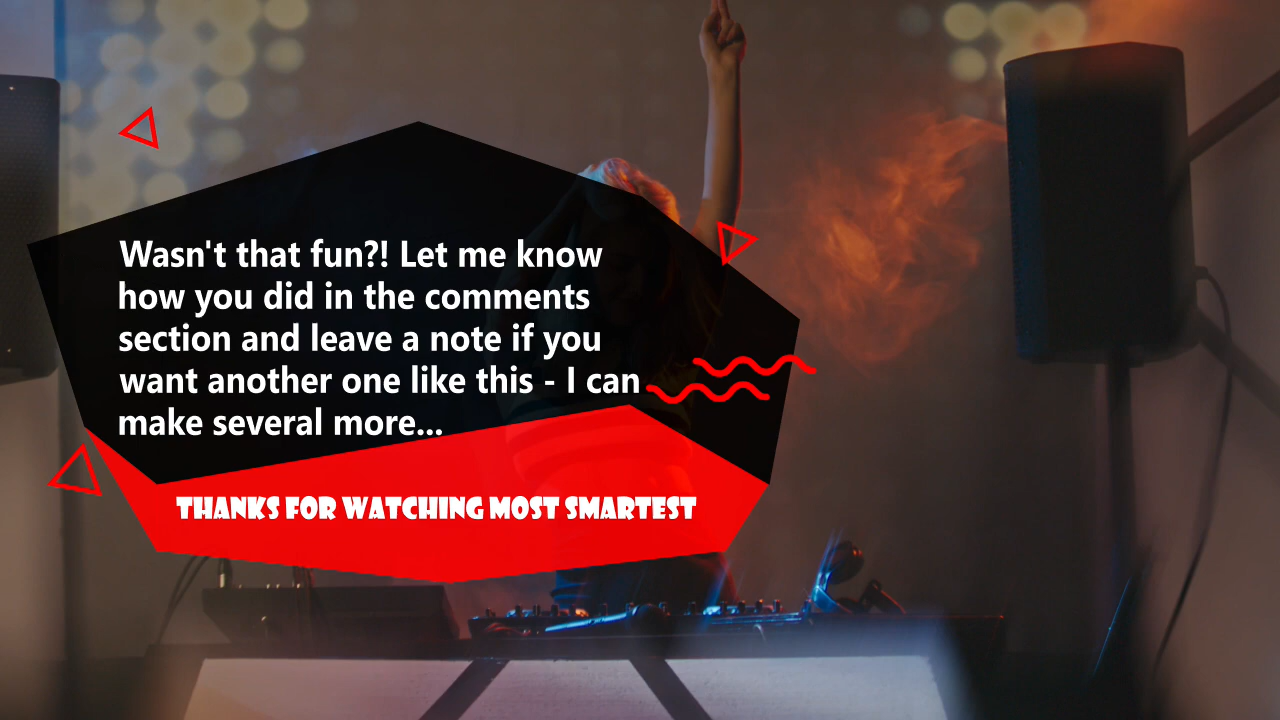 Wasn't that fun?! Let me know
how you did in the comments
section and leave a note if you
want another one like this - I can
make several more...
THANKS FOR WATCHING MOST SMARTEST